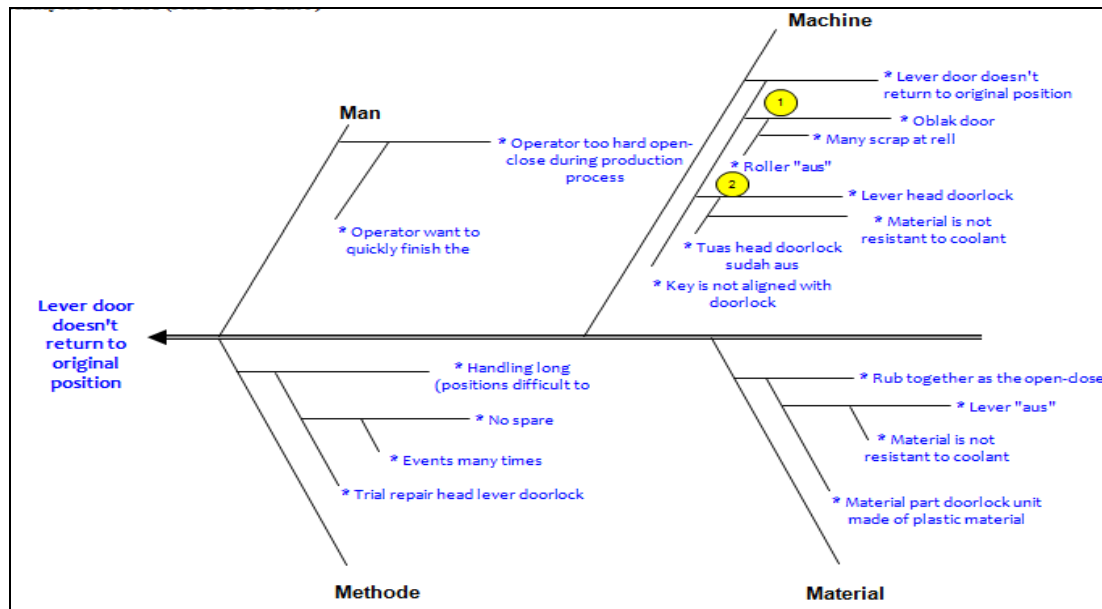 Machine
* Lever door doesn't
return to original
position
1
* Oblak door
* Many scrap at rell
* Roller "aus"
2
* Lever head doorlock
* Material is not
resistant to coolant
* Tuas head doorlock
sudah aus
* Key is not aligned with
doorlock
Man
* Operator too hard open-
close during production
process
* Operator want to
quickly finish the
Lever door
doesn't
return to
original
position
* Handling long
(positions difficult to
* No spare
* Events many times
* Trial repair head lever doorlock
Methode
* Rub together as the open-close
* Lever "aus"
* Material is not
resistant to coolant
* Material part doorlock unit
made of plastic material
Material